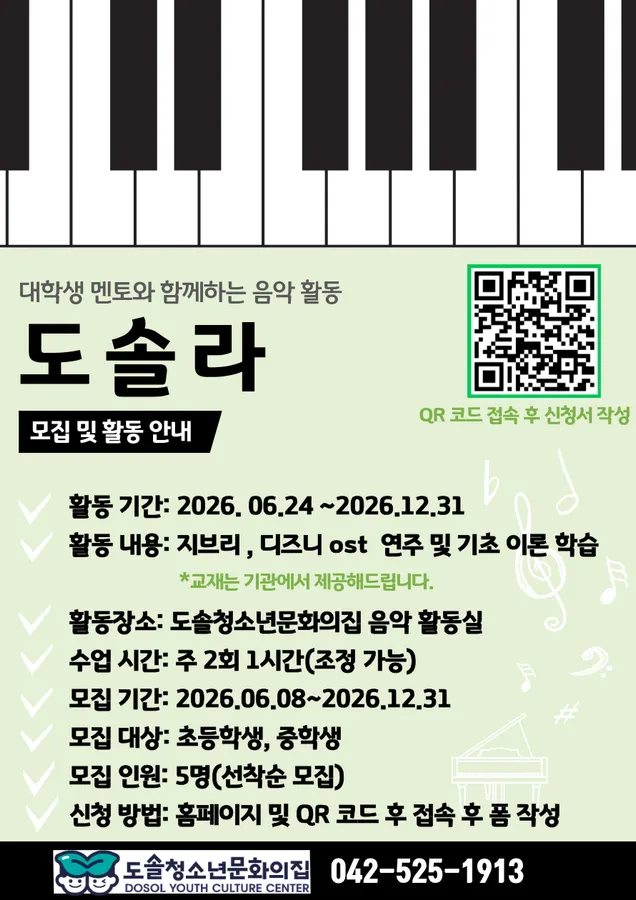 대학생 멘토와 함께하는 음악 활동
도솔라
모집 및 활동 안내
QR 코드 접속 후 신청서 작성
활동 기간: 2026. 06.24 ~2026.12.31
활동 내용: 지브리 , 디즈니 ost 연주 및 기초 이론 학습
*교재는 기관에서 제공해드립니다.
활동장소: 도솔청소년문화의집 음악 활동실
수업 시간: 주 2회 1시간(조정 가능)
모집 기간: 2026.06.08~2026.12.31
모집 대상: 초등학생, 중학생
모집 인원: 5명(선착순 모집)
신청 방법: 홈페이지 및 QR 코드 후 접속 후 폼 작성
도솔청소년문화의집
DOSOL YOUTH CULTURE CENTER
042-525-1913